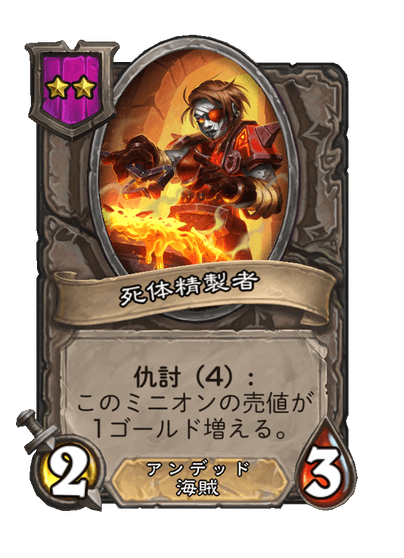 死体精製者
仇討（4）:
このミニオンの売値が
1ゴールド増える。
アンデッド
海賊
2
3